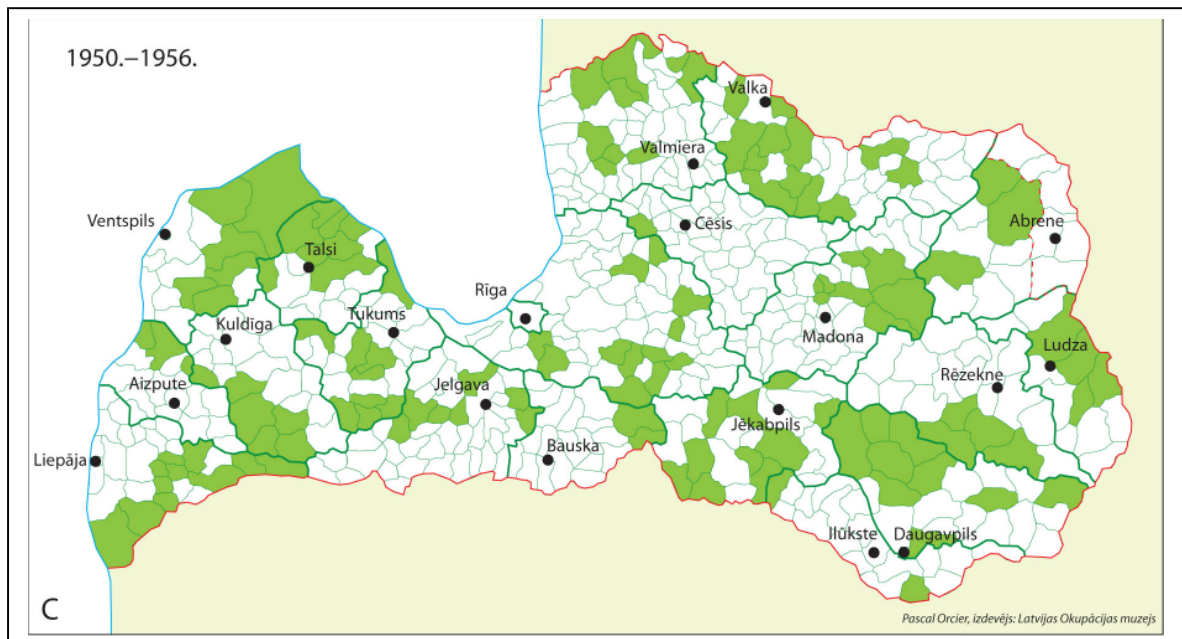 1950.–1956.
Valka
Valmiera
Ventspils
Cēsis
Abrene
Talsi
Rīga
Kuldīga
Tukums
Madona
Ludza
Aizpute
Jelgava
Rēzekne
Jēkabpils
Liepāja
Bauska
Ilūkste
Daugavpils
C
Pascal Orcier, izdevējs: Latvijas Okupācijas muzejs